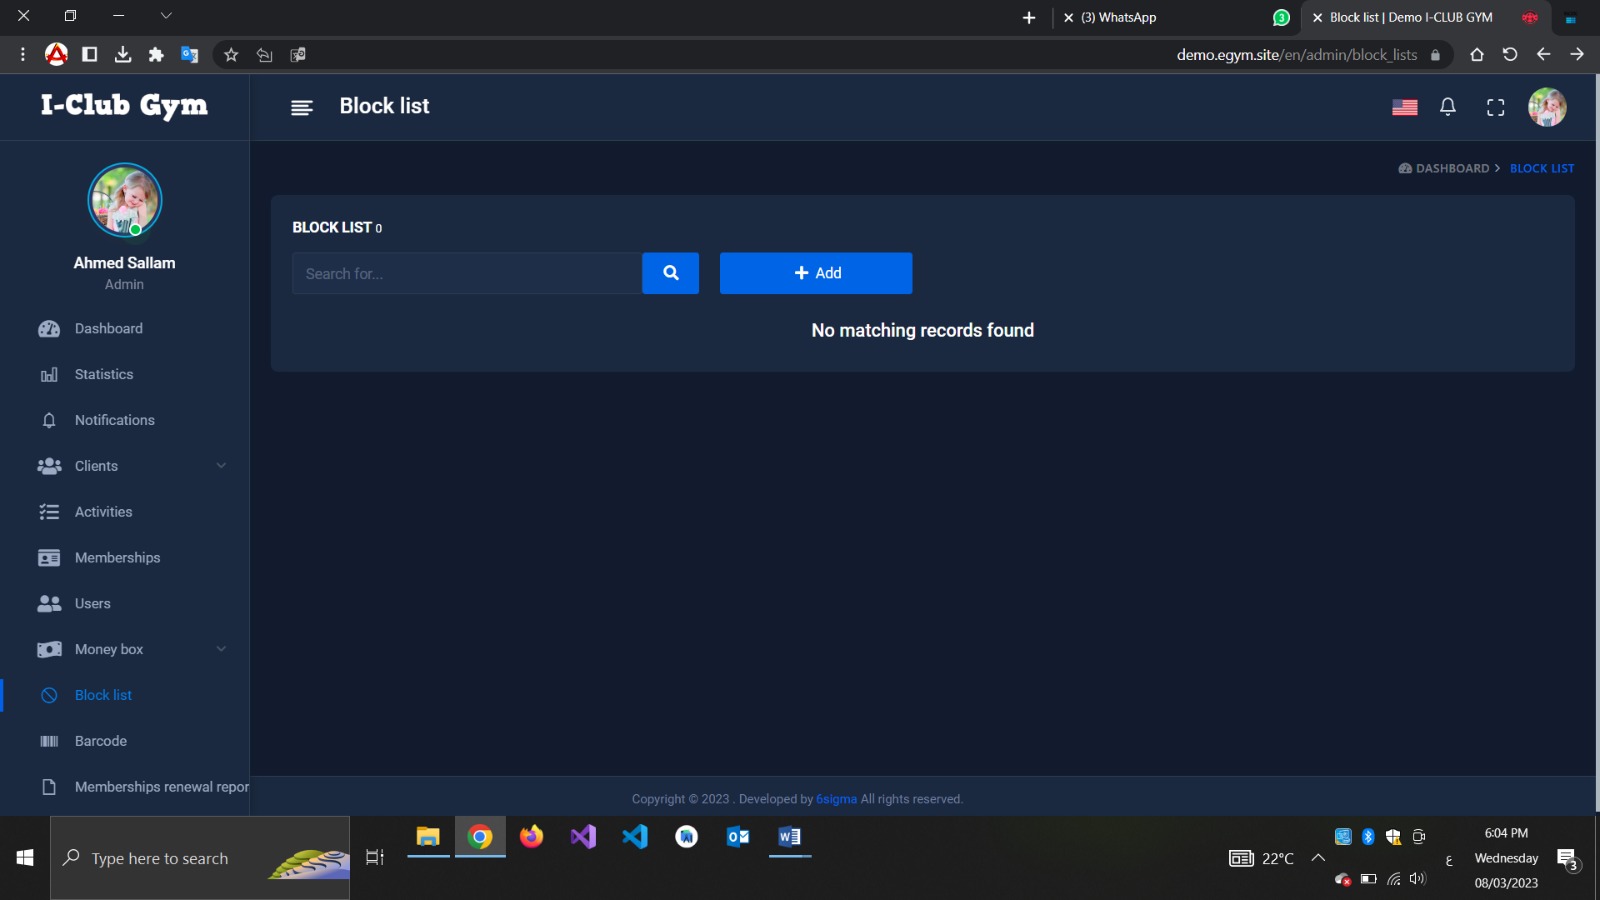 (3) WhatsApp
3
Block list | Demo I-CLUB GYM
demo.egym.site/en/admin/block_lists
I-Club Gym
Block list
DASHBOARD > BLOCK LIST
Ahmed Sallam
Admin
Dashboard
Statistics
Notifications
Clients
Activities
Memberships
Users
Money box
Block list
Barcode
Memberships renewal repor
BLOCK LIST 0
Search for...
+ Add
No matching records found
Copyright © 2023 . Developed by 6sigma All rights reserved.
Type here to search
22°C
ع
6:04 PM
Wednesday
08/03/2023
3